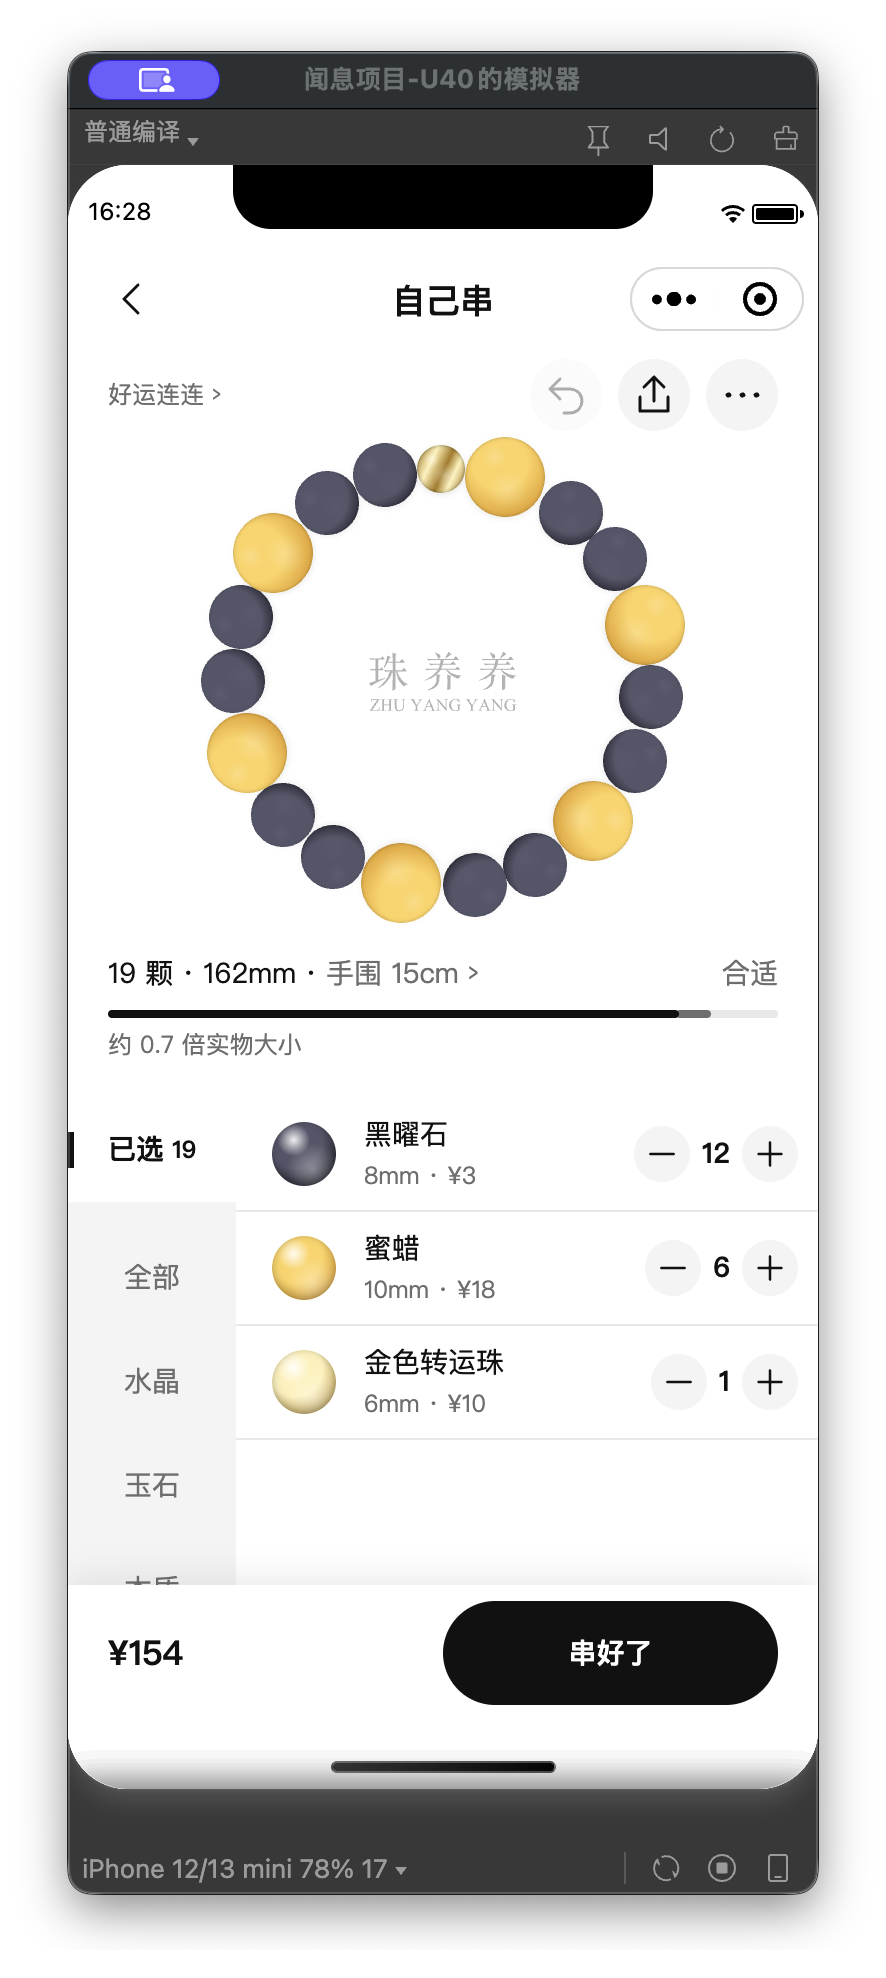 闻息项目-U40的模拟器
普通编译
16:28
自己串
好运连连 >
珠养养
ZHU YANG YANG
19 颗 · 162mm · 手围 15cm > 合适
约 0.7 倍实物大小
已选 19
黑曜石
8mm · ¥3
12
全部
蜜蜡
10mm · ¥18
6
水晶
金色转运珠
6mm · ¥10
1
玉石
¥154
串好了
iPhone 12/13 mini 78% 17